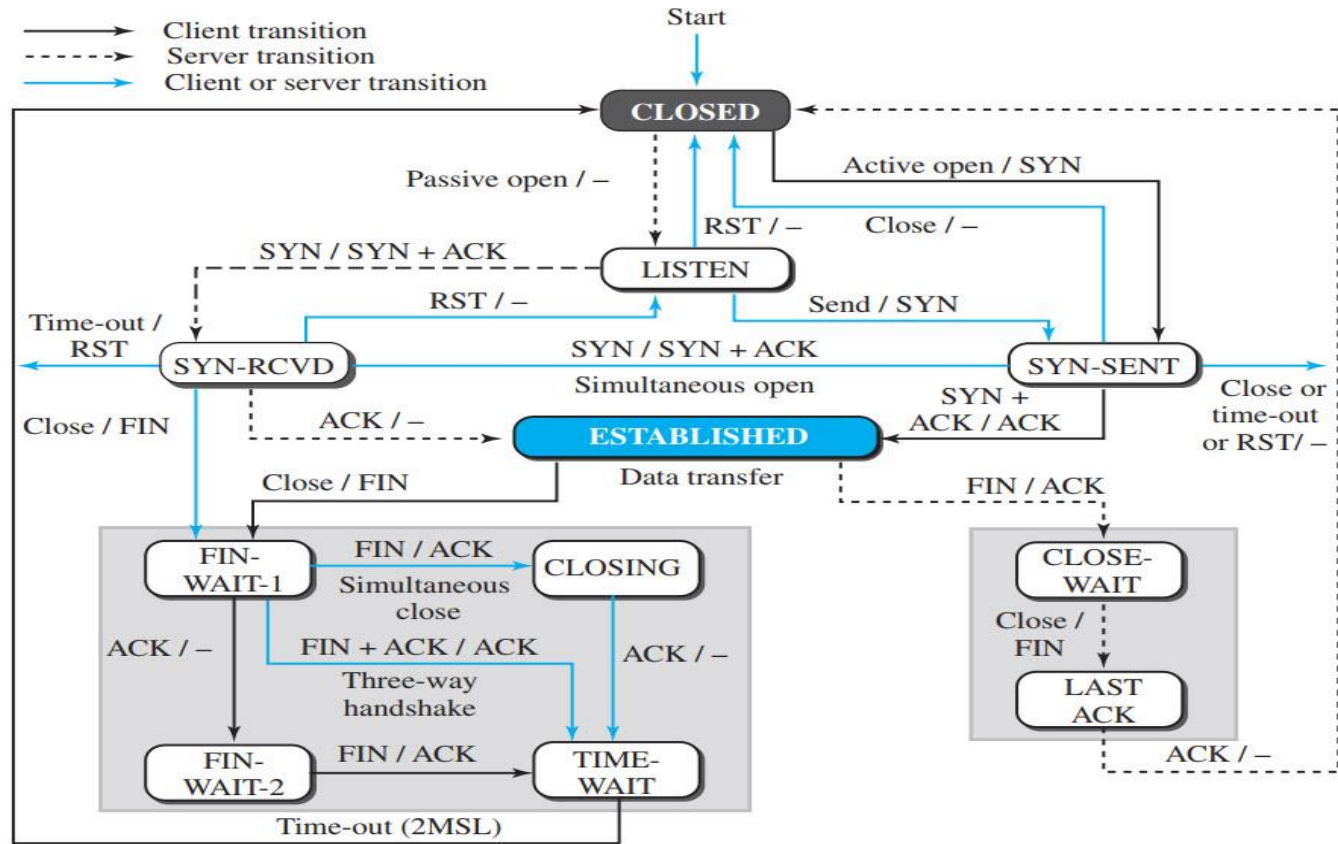 Start
Client transition
Server transition
Client or server transition
CLOSED
Active open / SYN
Passive open / –
RST / –
Close / –
SYN / SYN + ACK
LISTEN
RST / –
Send / SYN
Time-out /
RST
SYN-RCVD
SYN / SYN + ACK
Simultaneous open
SYN-SENT
Close or
time-out
or RST/ –
Close / FIN
ACK / –
SYN +
ACK / ACK
ESTABLISHED
Data transfer
Close / FIN
FIN / ACK
FIN-
WAIT-1
FIN / ACK
Simultaneous
close
CLOSING
CLOSE-
WAIT
ACK / –
FIN + ACK / ACK
Three-way
handshake
ACK / –
Close /
FIN
LAST
ACK
FIN-
WAIT-2
FIN / ACK
TIME-
WAIT
ACK / –
Time-out (2MSL)